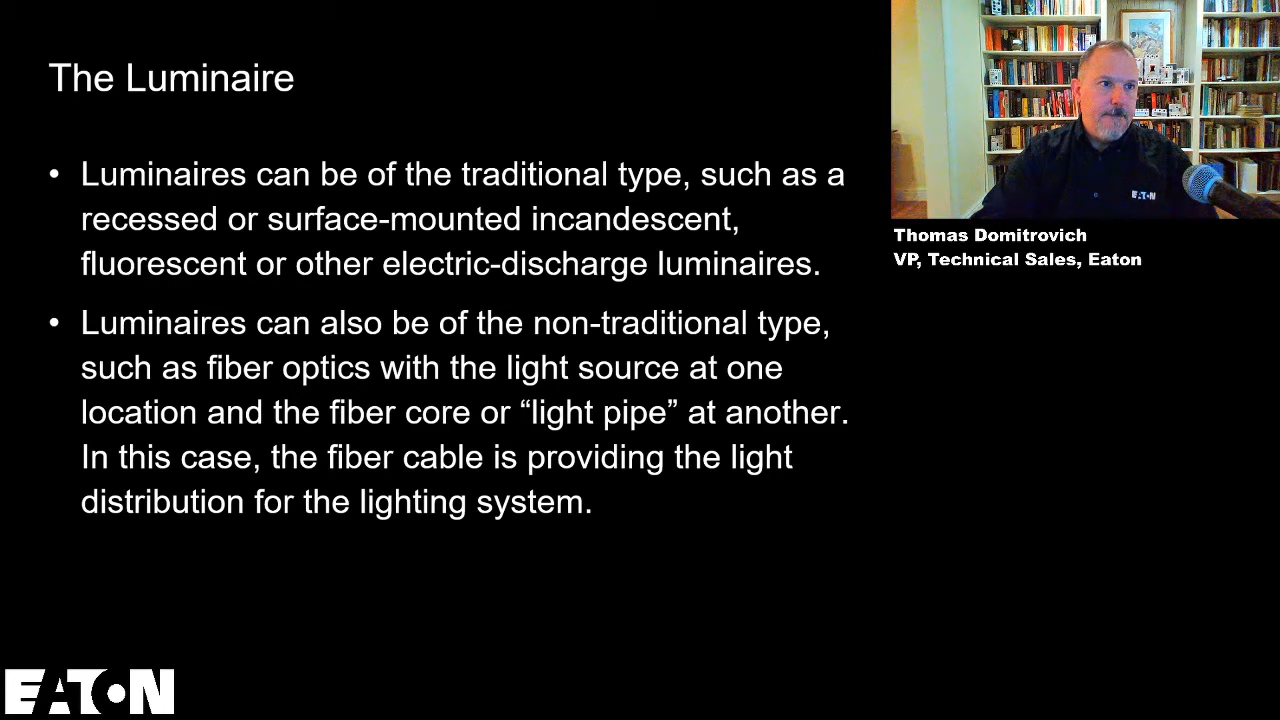 The Luminaire
• Luminaires can be of the traditional type, such as a
recessed or surface-mounted incandescent,
fluorescent or other electric-discharge luminaires.
• Luminaires can also be of the non-traditional type,
such as fiber optics with the light source at one
location and the fiber core or “light pipe” at another.
In this case, the fiber cable is providing the light
distribution for the lighting system.
EATON
Thomas Domitrovich
VP, Technical Sales, Eaton
EATON